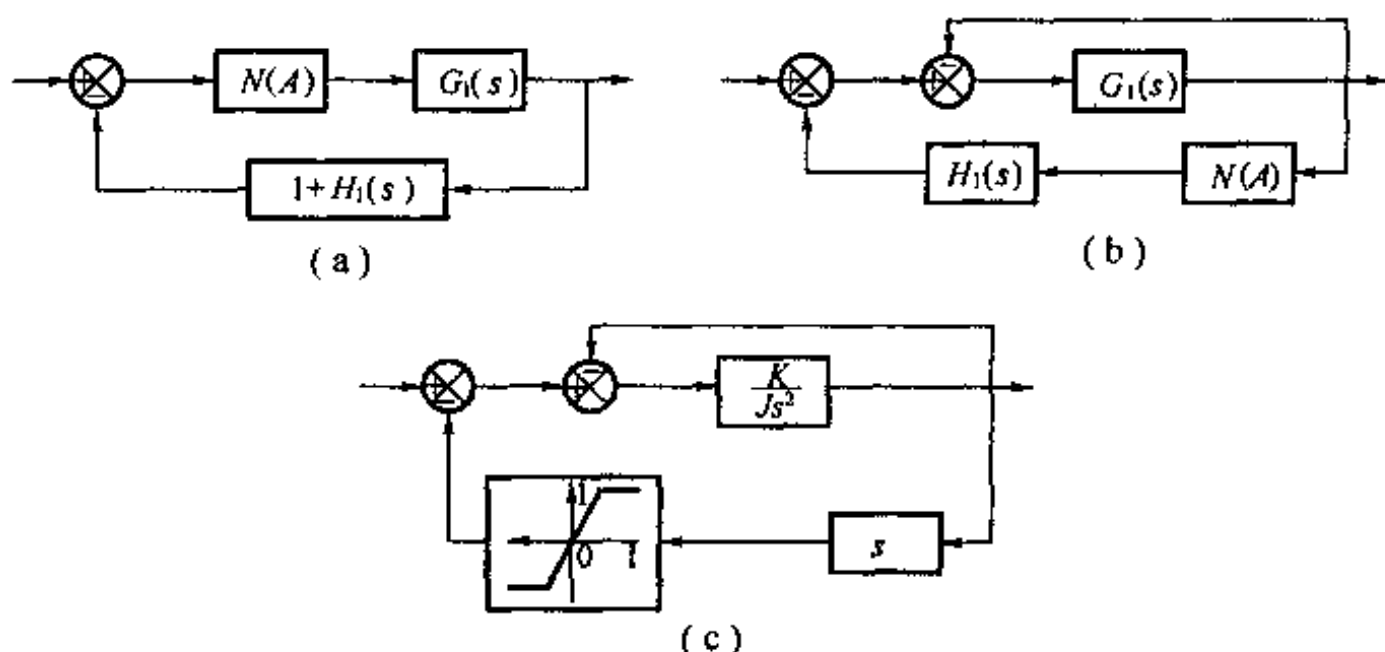 N(A)
G₁(s)
1+H₁(s)
(a)
G₁(s)
H₁(s)
N(A)
(b)
K
Js²
1
0
1
s
(c)